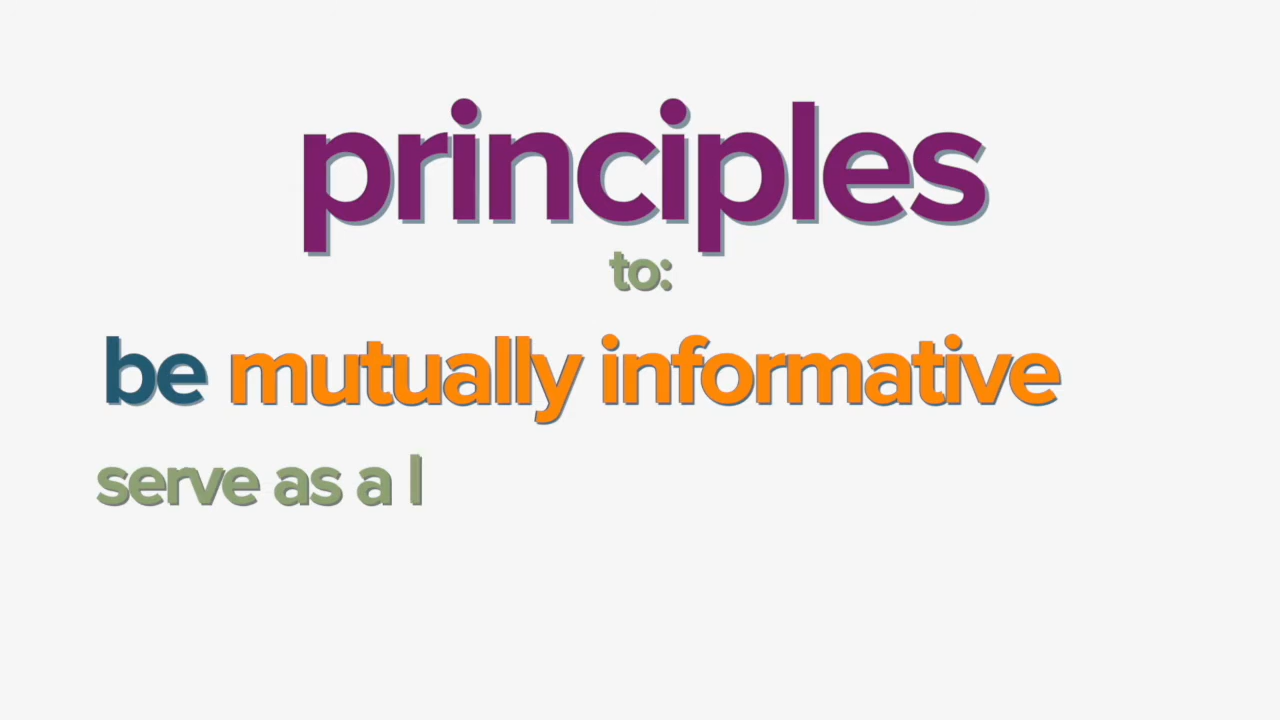 principles
to:
be mutually informative
serve as a l